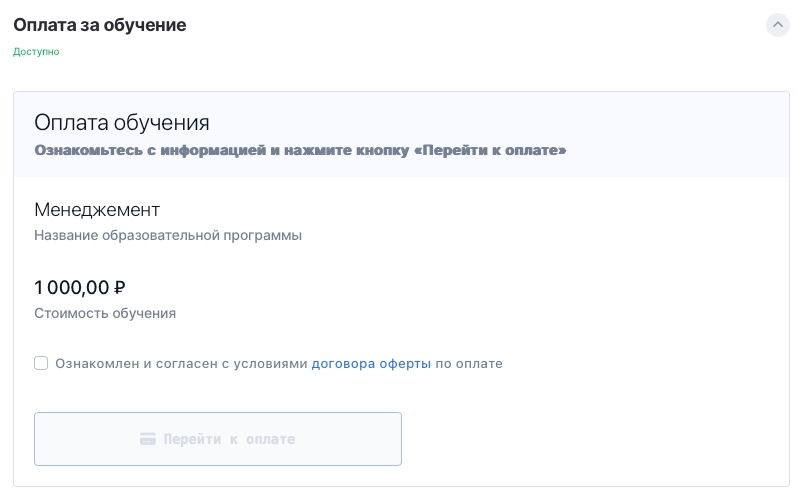 Оплата за обучение
Доступно
Оплата обучения
Ознакомьтесь с информацией и нажмите кнопку «Перейти к оплате»
Менеджмент
Название образовательной программы
1 000,00 ₽
Стоимость обучения
Ознакомлен и согласен с условиями договора оферты по оплате
Перейти к оплате